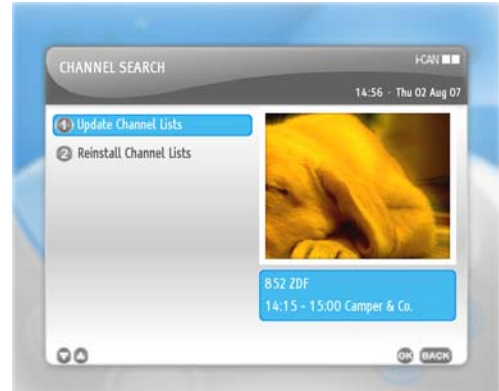 CHANNEL SEARCH
i-CAN
14:56 · Thu 02 Aug 07
1 Update Channel Lists
2 Reinstall Channel Lists
852 ZDF
14:15 - 15:00 Camper & Co.
OK BACK